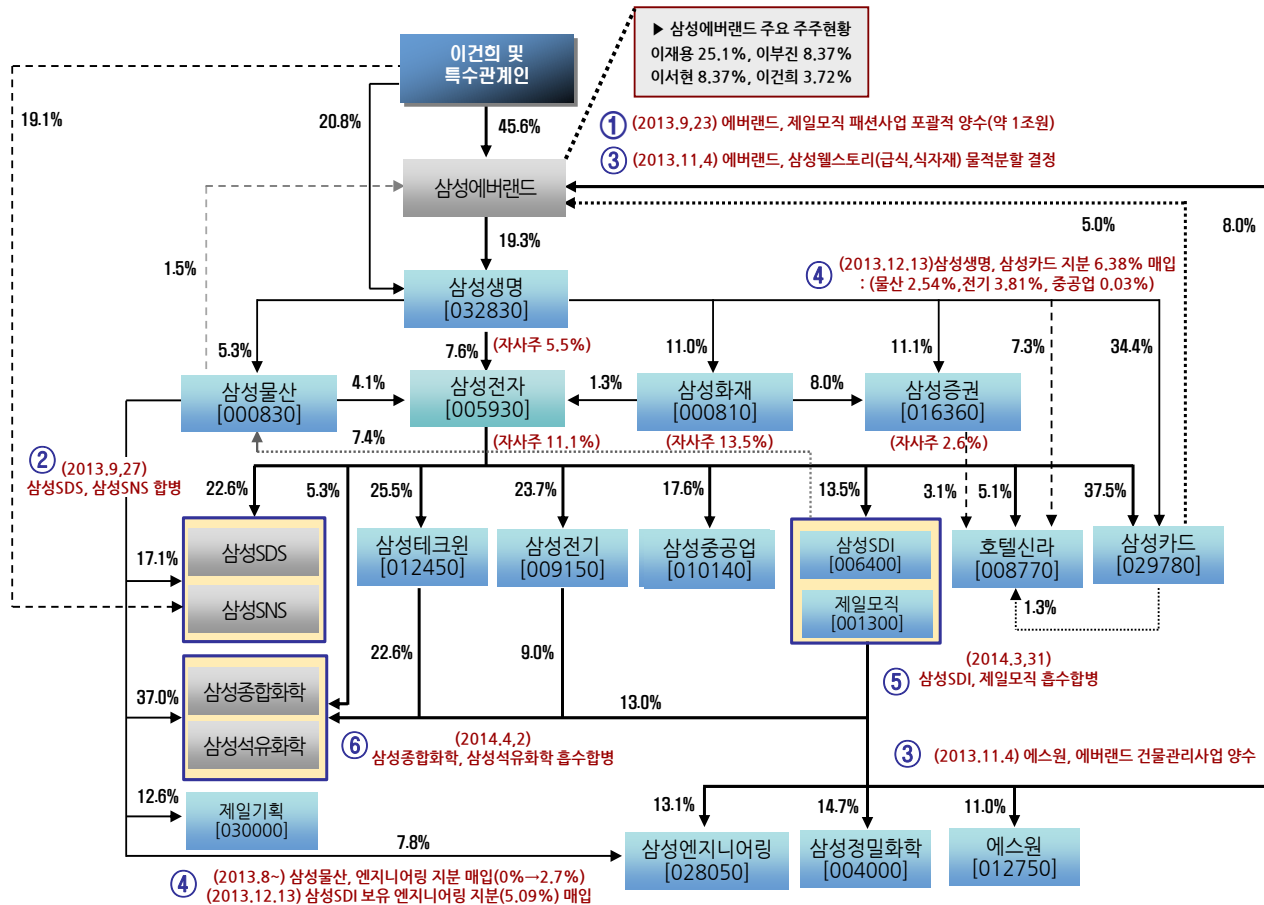 ▶ 삼성에버랜드 주요 주주현황
이재용 25.1%, 이부진 8.37%
이서현 8.37%, 이건희 3.72%
이건희 및
특수관계인
19.1%
20.8%
45.6%
① (2013.9,23) 에버랜드, 제일모직 패션사업 포괄적 양수(약 1조원)
③ (2013.11,4) 에버랜드, 삼성웰스토리(급식,식자재) 물적분할 결정
삼성에버랜드
1.5%
19.3%
5.0%
8.0%
④ (2013.12.13)삼성생명, 삼성카드 지분 6.38% 매입
: (물산 2.54%,전기 3.81%, 중공업 0.03%)
삼성생명
[032830]
5.3%
7.6%
(자사주 5.5%)
11.0%
11.1%
7.3%
34.4%
삼성물산
[000830]
4.1%
삼성전자
[005930]
1.3%
삼성화재
[000810]
8.0%
삼성증권
[016360]
7.4%
(자사주 11.1%)
(자사주 13.5%)
(자사주 2.6%)
② (2013.9,27)
삼성SDS, 삼성SNS 합병
22.6%
5.3%
25.5%
23.7%
17.6%
13.5%
3.1%
5.1%
37.5%
삼성SDS
삼성SNS
17.1%
삼성테크윈
[012450]
삼성전기
[009150]
삼성중공업
[010140]
삼성SDI
[006400]
제일모직
[001300]
호텔신라
[008770]
삼성카드
[029780]
1.3%
22.6%
9.0%
(2014.3,31)
⑤ 삼성SDI, 제일모직 흡수합병
37.0%
삼성종합화학
삼성석유화학
13.0%
⑥ (2014.4,2)
삼성종합화학, 삼성석유화학 흡수합병
③ (2013.11.4) 에스원, 에버랜드 건물관리사업 양수
12.6%
제일기획
[030000]
13.1%
14.7%
11.0%
7.8%
삼성엔지니어링
[028050]
삼성정밀화학
[004000]
에스원
[012750]
④ (2013.8~) 삼성물산, 엔지니어링 지분 매입(0%→2.7%)
(2013.12.13) 삼성SDI 보유 엔지니어링 지분(5.09%) 매입